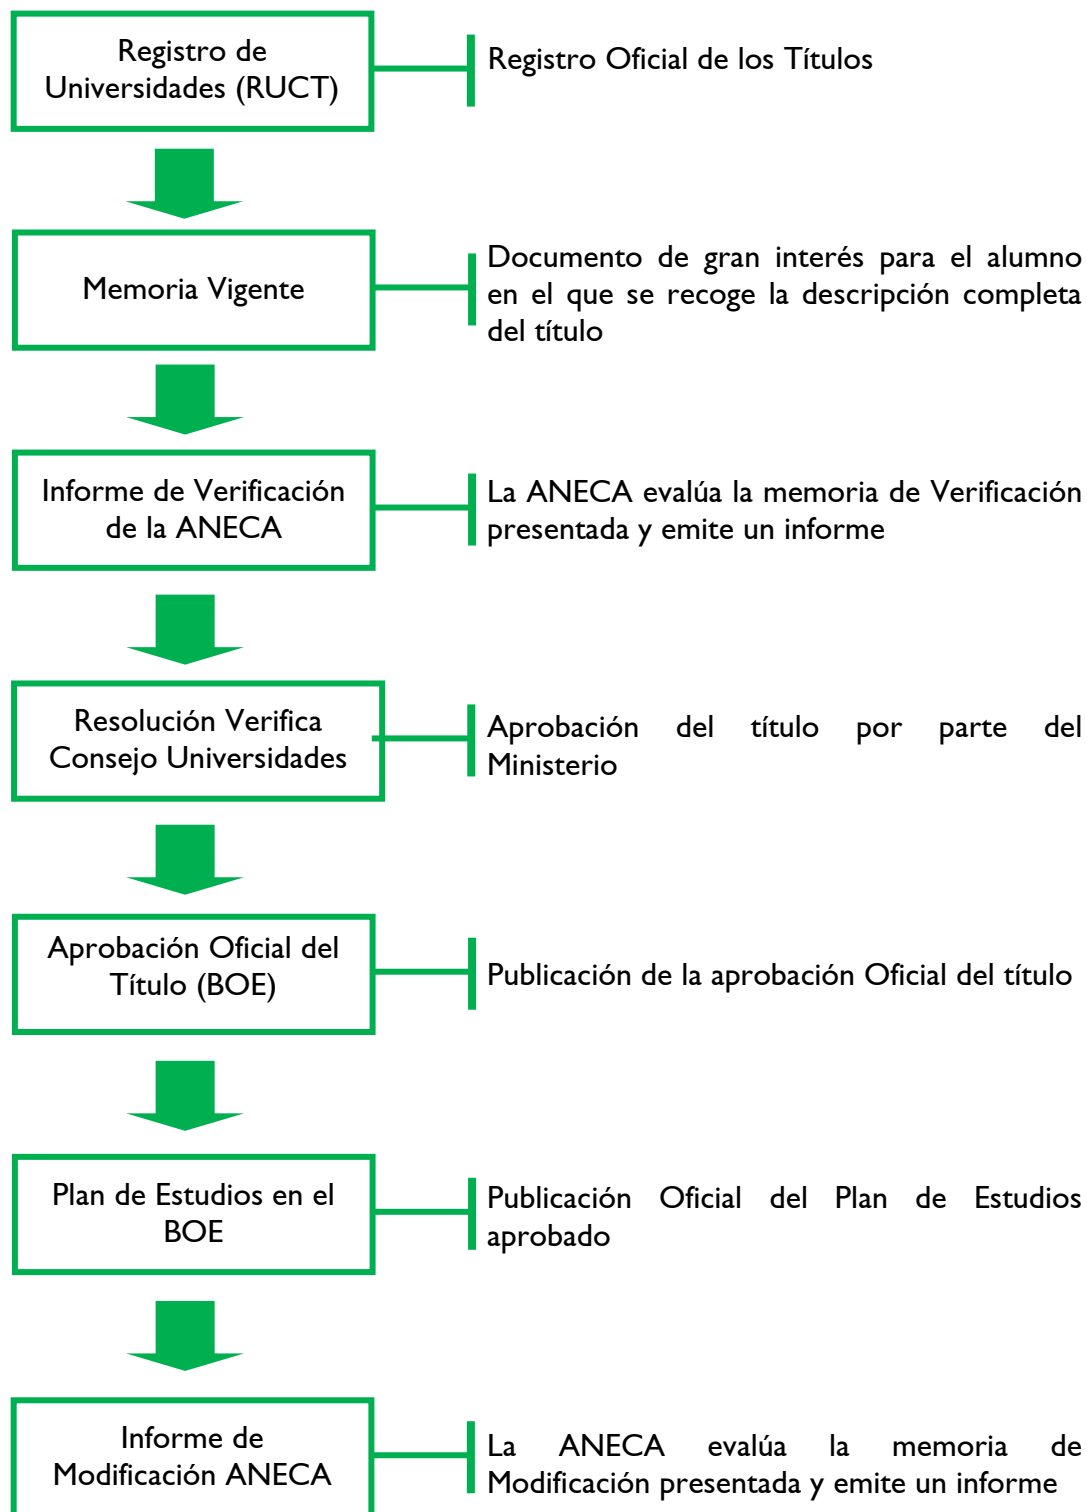 Registro de
Universidades (RUCT)
Registro Oficial de los Títulos
Memoria Vigente
Documento de gran interés para el alumno
en el que se recoge la descripción completa
del título
Informe de Verificación
de la ANECA
La ANECA evalúa la memoria de Verificación
presentada y emite un informe
Resolución Verifica
Consejo Universidades
Aprobación del título por parte del
Ministerio
Aprobación Oficial del
Título (BOE)
Publicación de la aprobación Oficial del título
Plan de Estudios en el
BOE
Publicación Oficial del Plan de Estudios
aprobado
Informe de
Modificación ANECA
La ANECA evalúa la memoria de
Modificación presentada y emite un informe